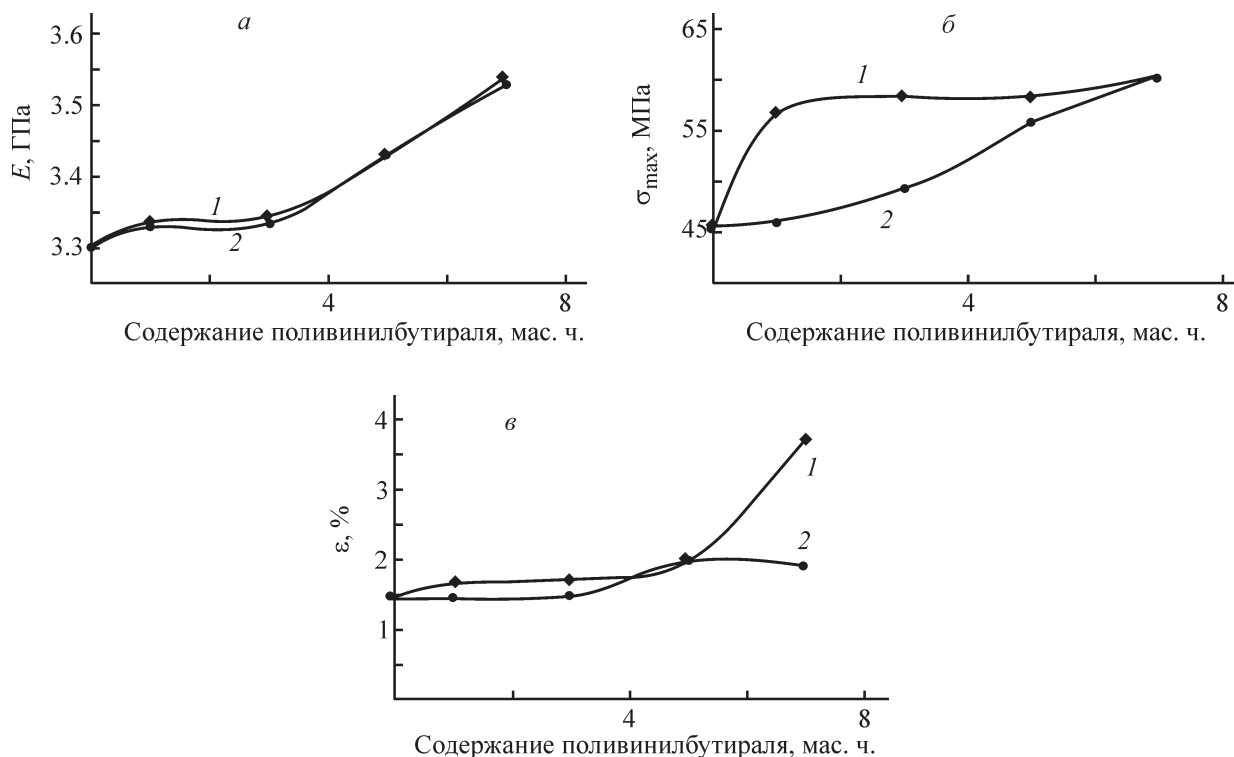 а
3.6
3.5
3.4
3.3
E, ГПа
1
2
4
8
Содержание поливинилбутираля, мас. ч.
б
65
55
45
σmax, МПа
1
2
4
8
Содержание поливинилбутираля, мас. ч.
в
4
3
2
1
ε, %
1
2
4
8
Содержание поливинилбутираля, мас. ч.